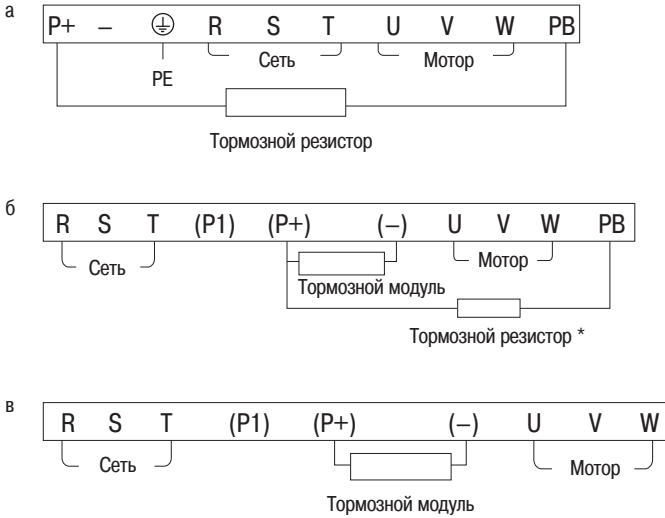 а
P+ – R S T U V W PB
Сеть Мотор
PE
Тормозной резистор
б
R S T (P1) (P+) (–) U V W PB
Сеть Мотор
Тормозной модуль
Тормозной резистор *
в
R S T (P1) (P+) (–) U V W
Сеть Мотор
Тормозной модуль